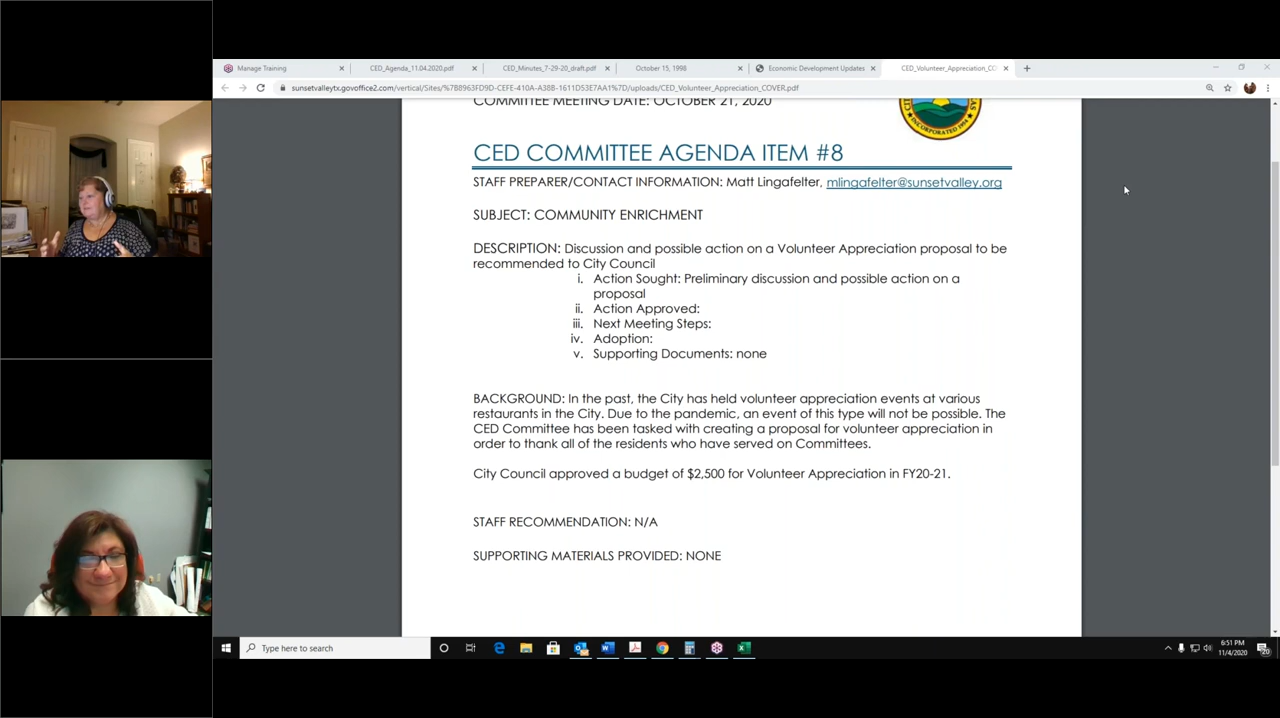 Manage Training
CED_Agenda_11.04.2020.pdf
CED_Minutes_7-29-20_draft.pdf
October 15, 1998
Economic Development Updates
CED_Volunteer_Appreciation_CO
sunsetvalleytx.govoffice2.com/vertical/Sites/%7B8963FD9D-CEFE-410A-A38B-1611D53E7AA1%7D/uploads/CED_Volunteer_Appreciation_COVER.pdf
COMMITTEE MEETING DATE: OCTOBER 21, 2020
INCORPORATED 1954
CED COMMITTEE AGENDA ITEM #8
STAFF PREPARER/CONTACT INFORMATION: Matt Lingafelter, mlingafelter@sunsetvalley.org
SUBJECT: COMMUNITY ENRICHMENT
DESCRIPTION: Discussion and possible action on a Volunteer Appreciation proposal to be
recommended to City Council
i. Action Sought: Preliminary discussion and possible action on a
proposal
ii. Action Approved:
iii. Next Meeting Steps:
iv. Adoption:
v. Supporting Documents: none
BACKGROUND: In the past, the City has held volunteer appreciation events at various
restaurants in the City. Due to the pandemic, an event of this type will not be possible. The
CED Committee has been tasked with creating a proposal for volunteer appreciation in
order to thank all of the residents who have served on Committees.
City Council approved a budget of $2,500 for Volunteer Appreciation in FY20-21.
STAFF RECOMMENDATION: N/A
SUPPORTING MATERIALS PROVIDED: NONE
Type here to search
6:51 PM
11/4/2020
20